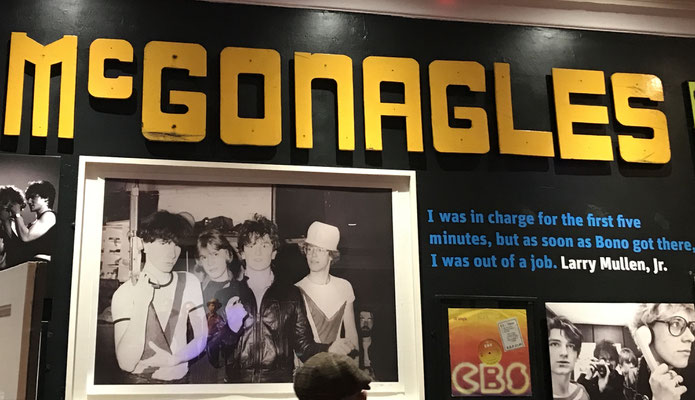 McGONAGLES
I was in charge for the first five
minutes, but as soon as Bono got there,
I was out of a job. Larry Mullen, Jr.
CBS